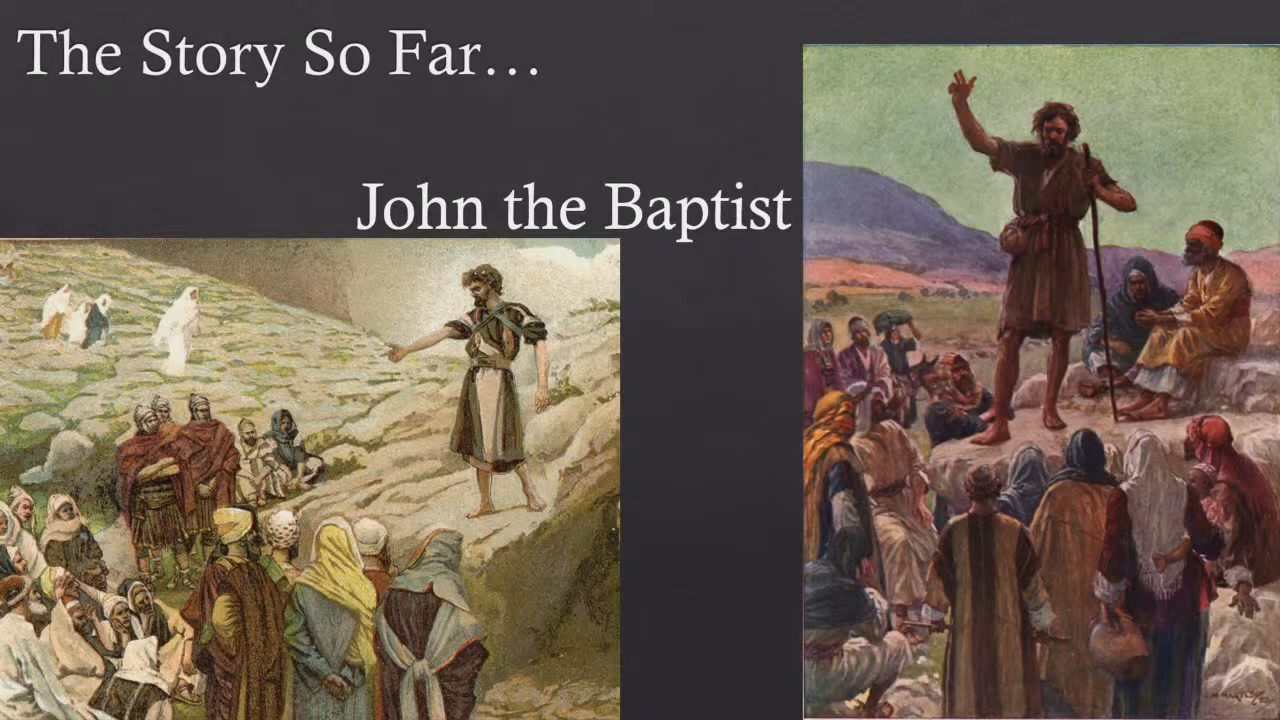 The Story So Far…
John the Baptist